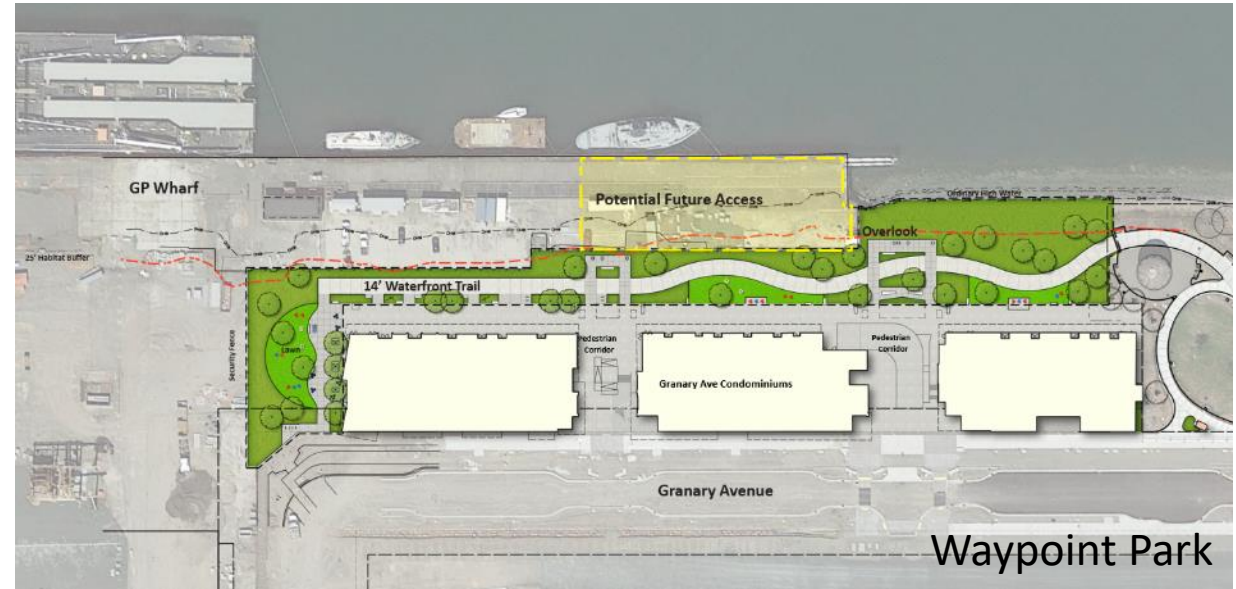 GP Wharf
Potential Future Access
Ordinary High Water
Overlook
25' Habitat Buffer
14' Waterfront Trail
Security Fence
Lawn
Pedestrian
Corridor
Pedestrian
Corridor
Granary Ave Condominiums
Granary Avenue
Waypoint Park